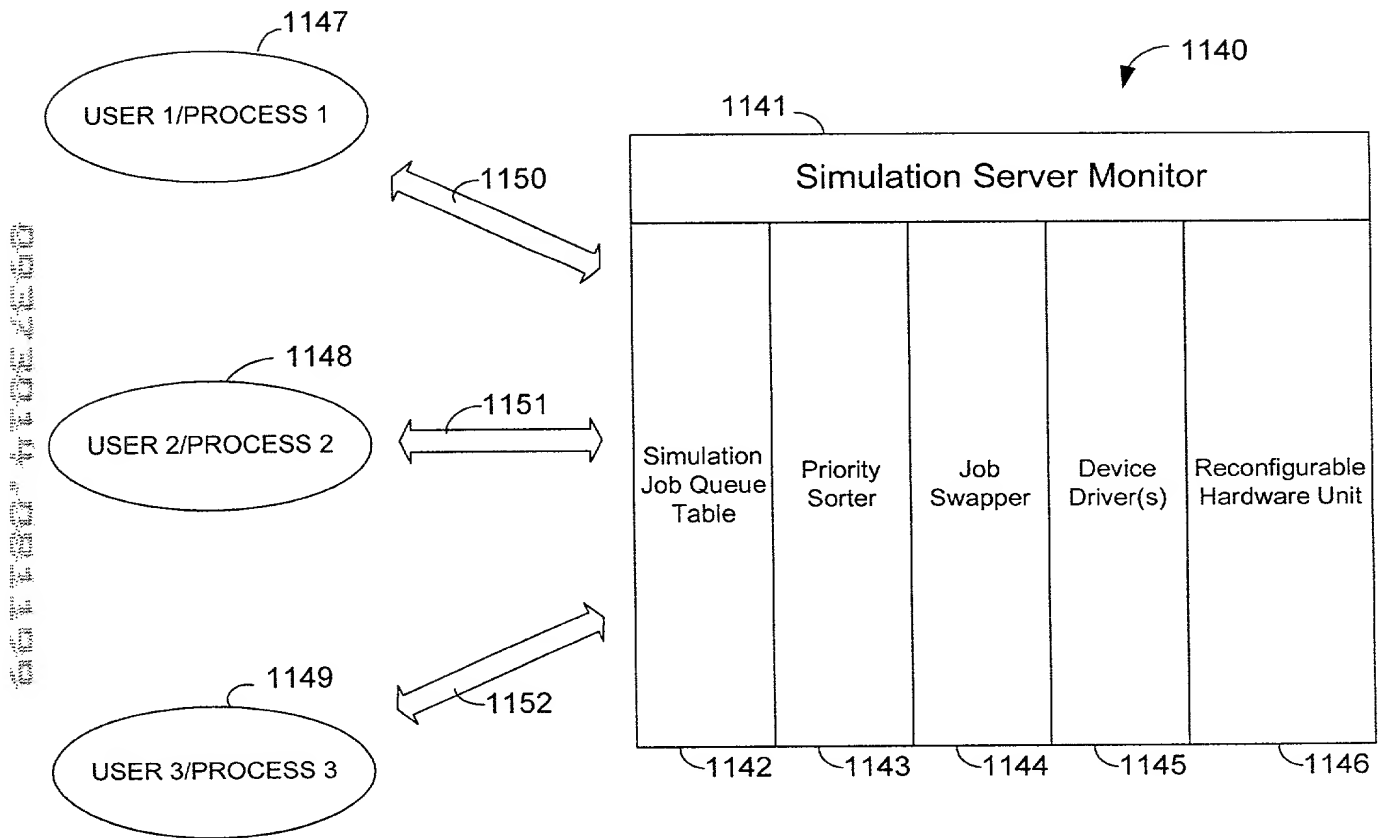 1147
USER 1/PROCESS 1
1140
1141
Simulation Server Monitor
1150
1148
USER 2/PROCESS 2
1151
Simulation
Job Queue
Table
Priority
Sorter
Job
Swapper
Device
Driver(s)
Reconfigurable
Hardware Unit
1149
USER 3/PROCESS 3
1152
1142
1143
1144
1145
1146